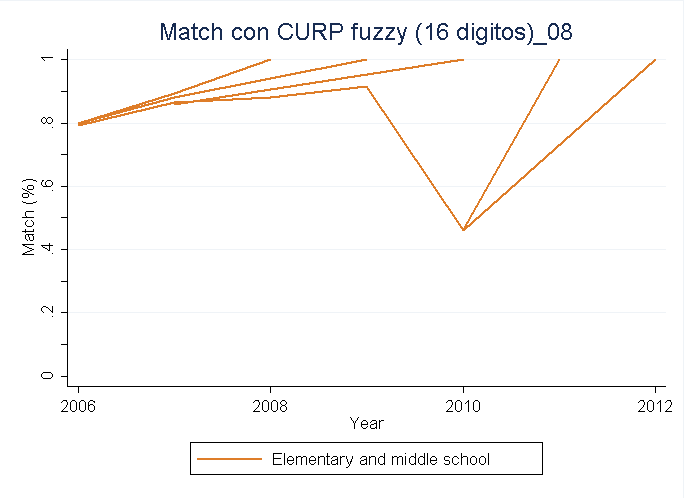 Match con CURP fuzzy (16 digitos)_08
Match (%)
1
.8
.6
.4
.2
0
2006
2008
2010
2012
Year
Elementary and middle school